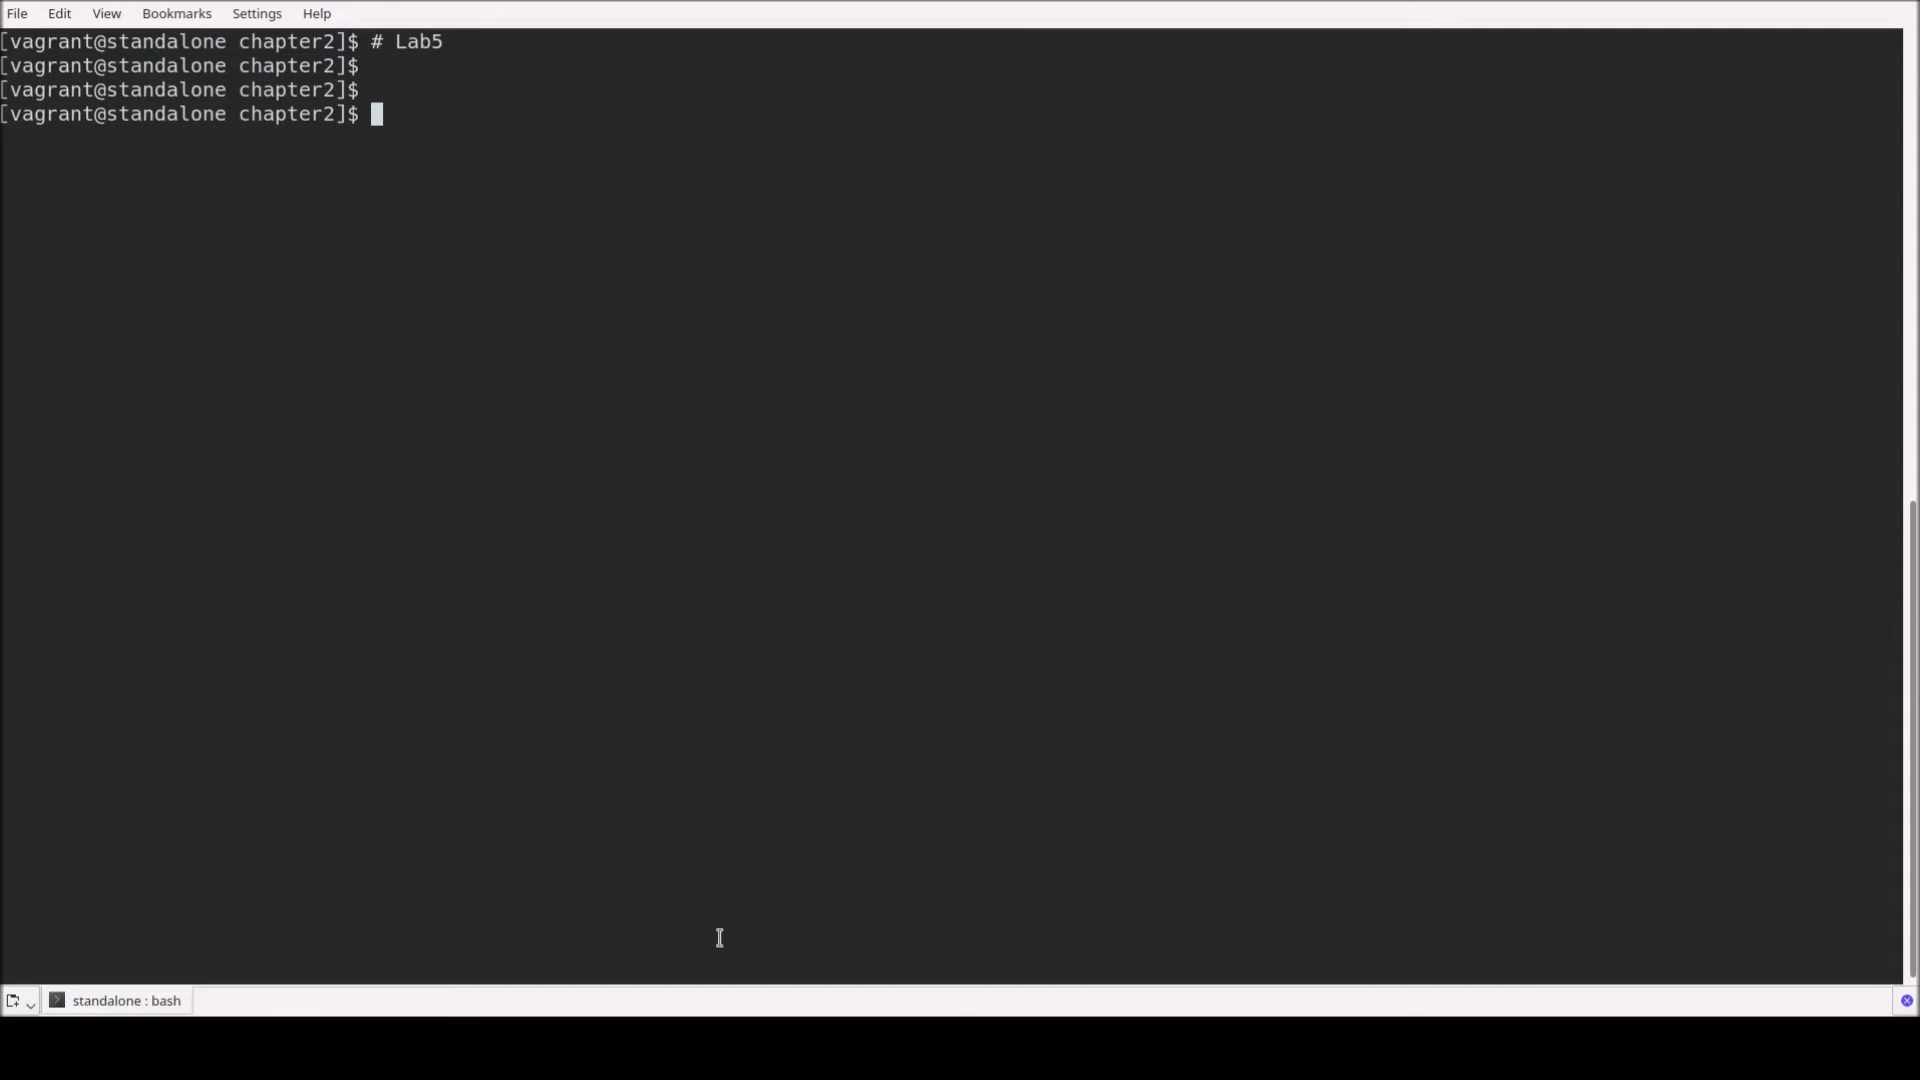 File Edit View Bookmarks Settings Help
[vagrant@standalone chapter2]$ # Lab5
[vagrant@standalone chapter2]$
[vagrant@standalone chapter2]$
[vagrant@standalone chapter2]$
standalone : bash